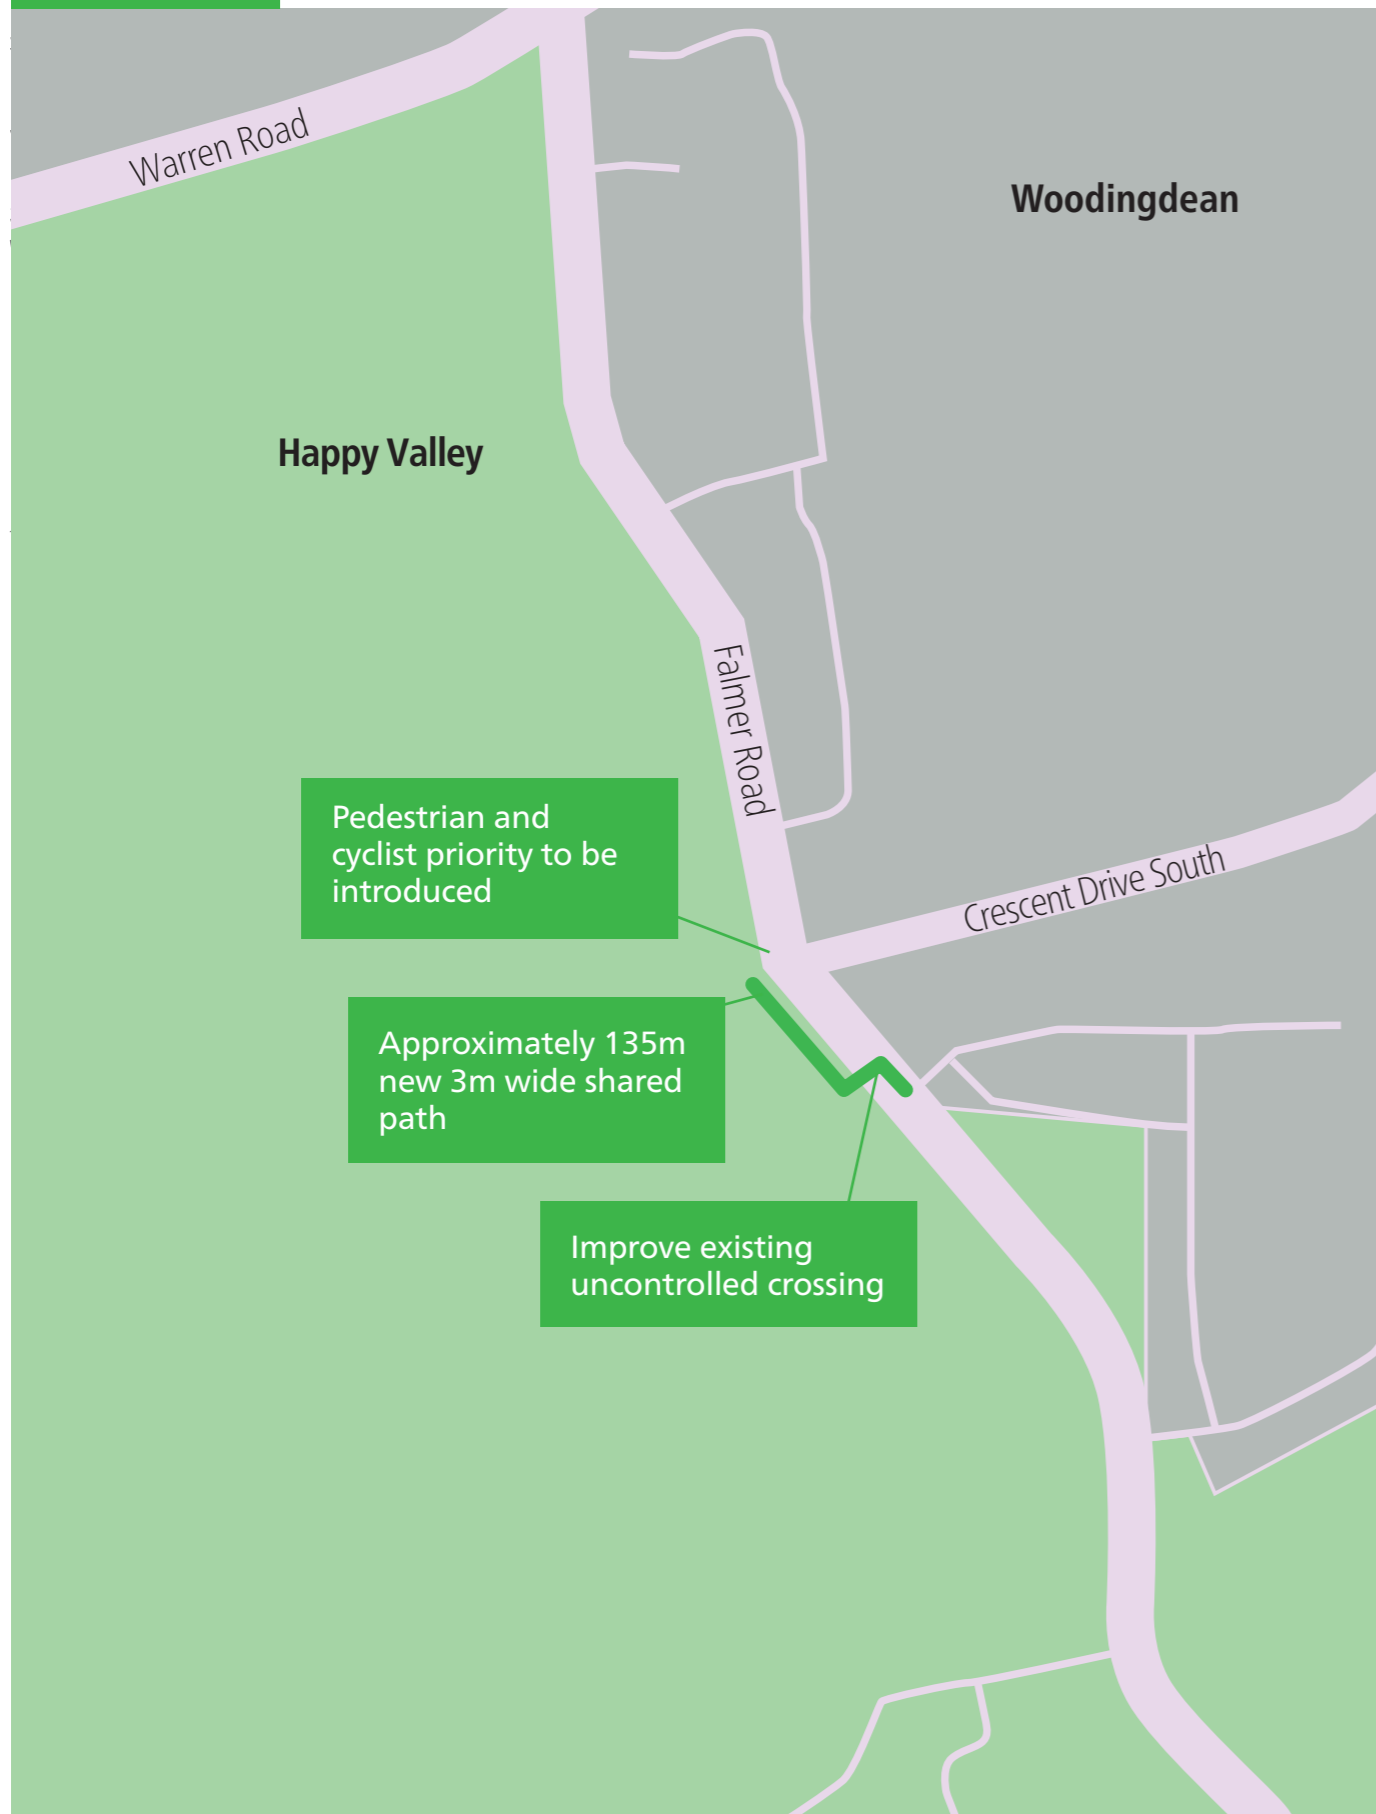 Warren Road
Woodingdean
Happy Valley
Falmer Road
Pedestrian and
cyclist priority to be
introduced
Crescent Drive South
Approximately 135m
new 3m wide shared
path
Improve existing
uncontrolled crossing